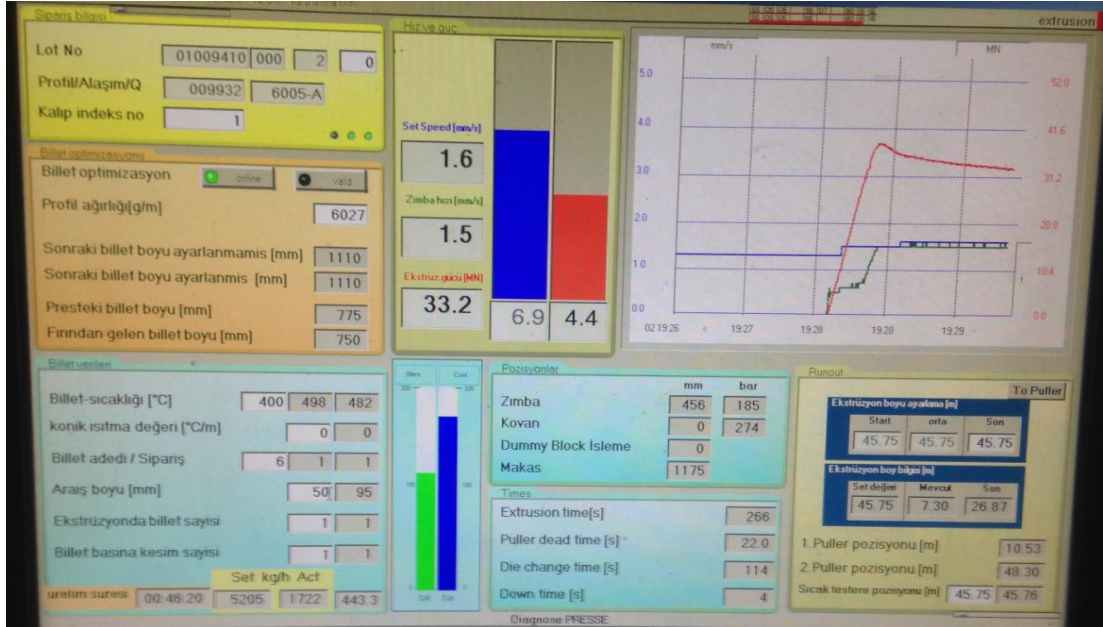 Sipariş bilgisi
Lot No 01009410 000 2 0
Profil/Alaşım/Q 009932 6005-A
Kalıp indeks no 1
Billet optimizasyonu
Billet optimizasyon online valid
Profil ağırlığı[g/m] 6027
Sonraki billet boyu ayarlanmamis [mm] 1110
Sonraki billet boyu ayarlanmis [mm] 1110
Presteki billet boyu [mm] 775
Fırından gelen billet boyu [mm] 750
Billet verileri
Billet-sıcaklığı [°C] 400 498 482
konik ısıtma değeri [°C/m] 0 0
Billet adedi / Sipariş 6 1 1
Araiş boyu [mm] 50 95
Ekstrüzyonda billet sayisi 1 1
Billet basina kesim sayisi 1 1
Set kg/h Act
uretim suresi 00:46:20 5205 1722 443.3
Hız ve güç
Set Speed [mm/s]
1.6
Zımba hızı [mm/s]
1.5
Ekstrüz.gücü [MN]
33.2 6.9 4.4
extrusion
mm/s MN
5.0 52.0
4.0 41.6
3.0 31.2
2.0 20.8
1.0 10.4
0.0 0.0
02 19:26 19:27 19:28 19:28 19:29
Pozisyonlar
mm bar
Zımba 456 185
Kovan 0 274
Dummy Block İsleme 0
Makas 1175
Times
Extrusion time[s] 266
Puller dead time [s] 22.0
Die change time [s] 114
Down time [s] 4
Runout
To Puller
Ekstrüzyon boyu ayarlama [m]
Start orta Son
45.75 45.75 45.75
Ekstrüzyon boy bilgisi [m]
Set değeri Mevcut Son
45.75 7.30 26.87
1. Puller pozisyonu [m] 10.53
2. Puller pozisyonu [m] 48.30
Sıcak testere pozisyonu [m] 45.75 45.76
Diagnose PRESSE